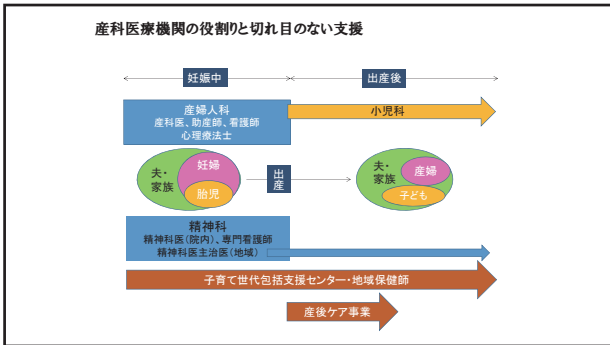 産科医療機関の役割りと切れ目のない支援
妊娠中
出産後
産婦人科
産科医、助産師、看護師
心理療法士
小児科
夫・
家族
妊婦
胎児
出
産
夫・
家族
産婦
子ども
精神科
精神科医(院内)、専門看護師
精神科医主治医(地域)
子育て世代包括支援センター・地域保健師
産後ケア事業